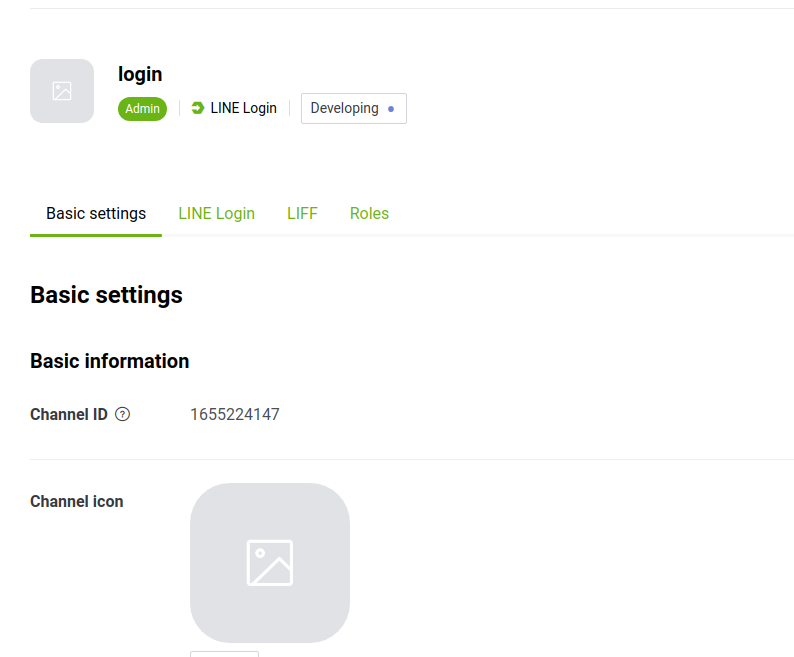 login
Admin LINE Login Developing
Basic settings LINE Login LIFF Roles
Basic settings
Basic information
Channel ID ? 1655224147
Channel icon